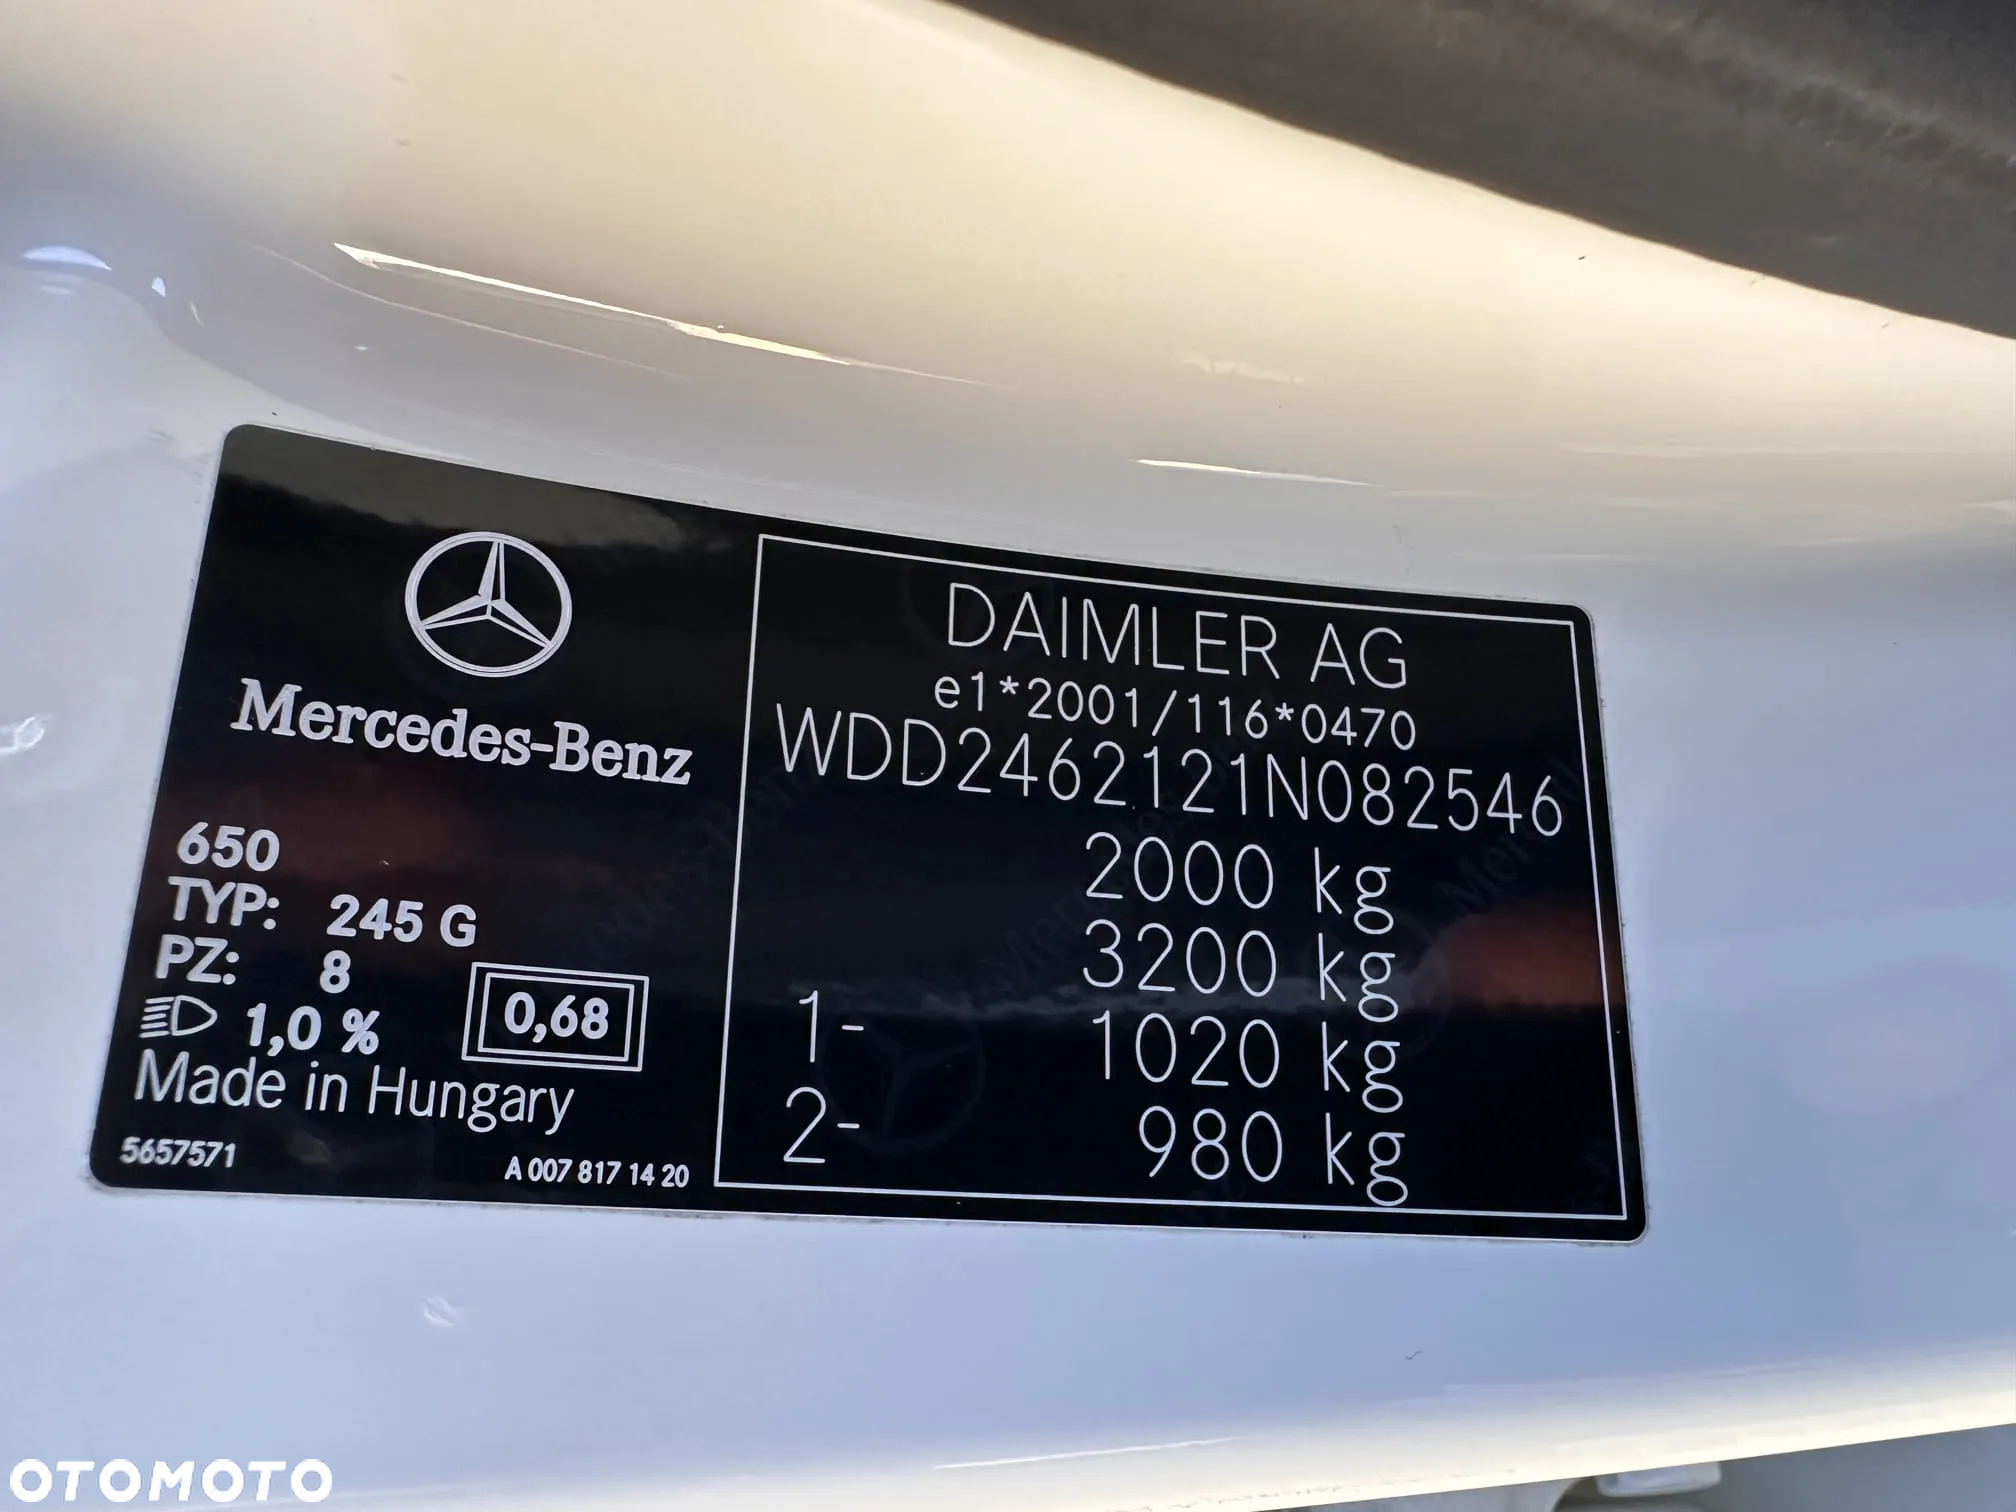 Mercedes-Benz
650
TYP: 245 G
PZ: 8
1,0 % 0,68
Made in Hungary
5657571 A 007 817 14 20
DAIMLER AG
e1*2001/116*0470
WDD2462121N082546
2000 kg
3200 kg
1- 1020 kg
2- 980 kg
OTOMOTO